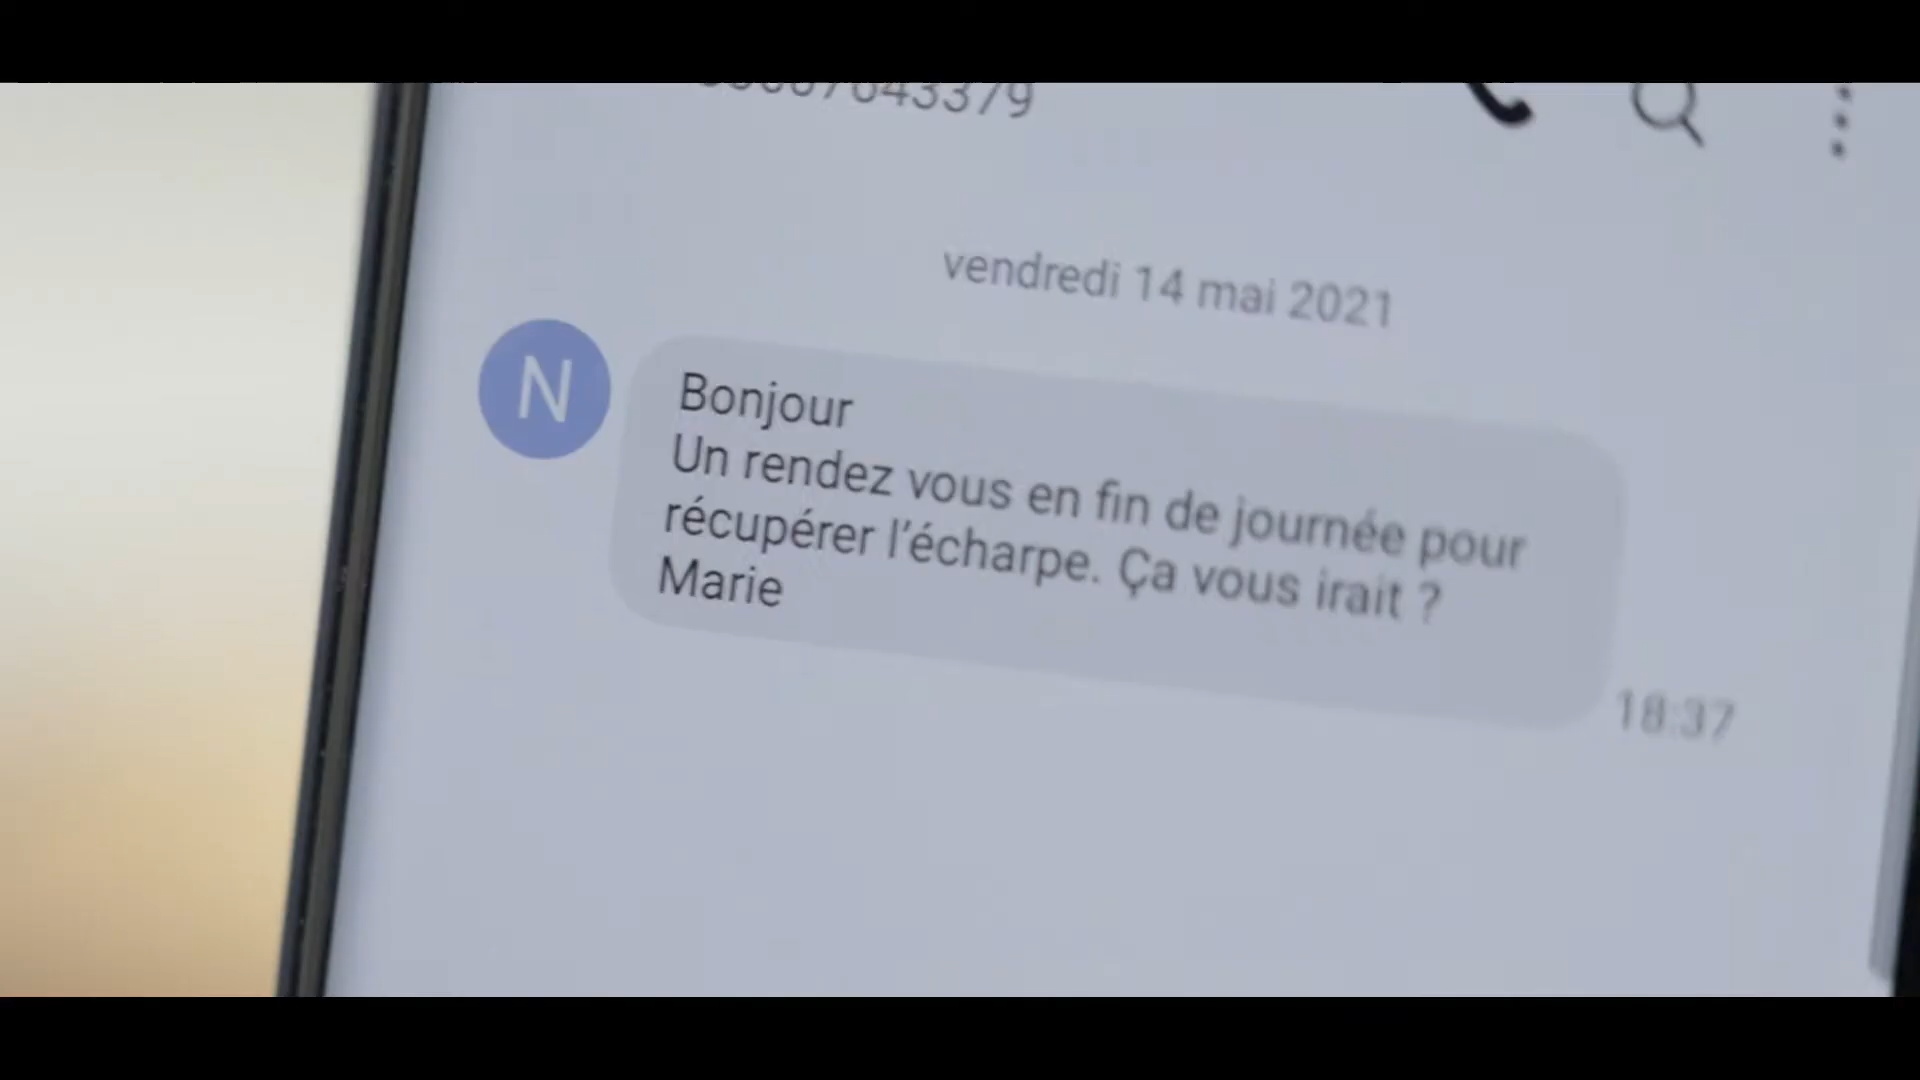 vendredi 14 mai 2021
N
Bonjour
Un rendez vous en fin de journée pour
récupérer l'écharpe. Ça vous irait ?
Marie
18:37